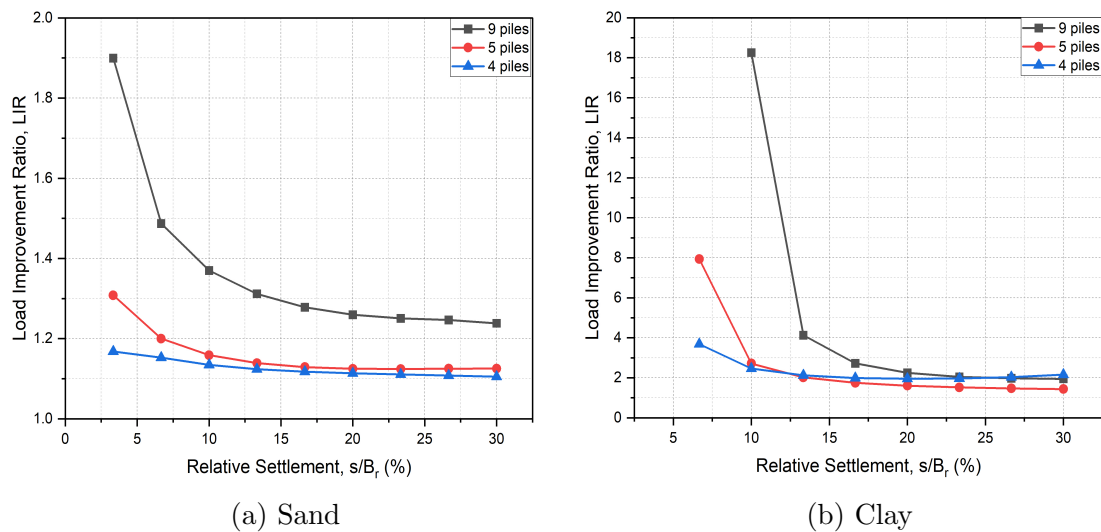 2.0
1.8
1.6
1.4
1.2
1.0
0 5 10 15 20 25 30
Load Improvement Ratio, LIR
Relative Settlement, s/Br (%)
9 piles
5 piles
4 piles
(a) Sand
20
18
16
14
12
10
8
6
4
2
0
5 10 15 20 25 30
Load Improvement Ratio, LIR
Relative Settlement, s/Br (%)
9 piles
5 piles
4 piles
(b) Clay